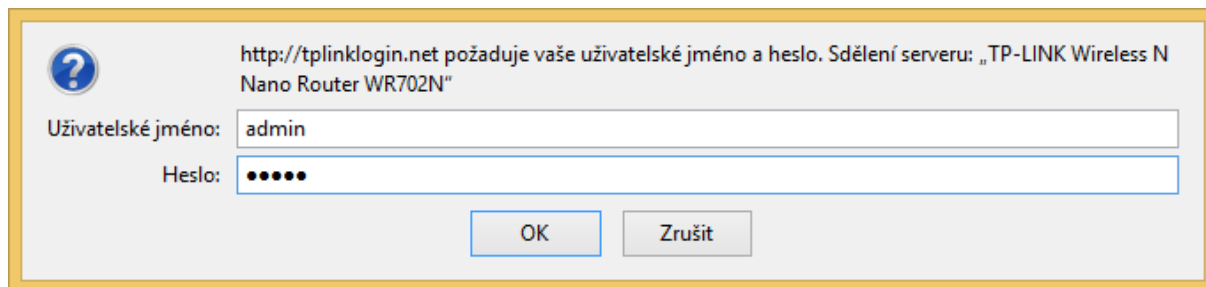 http://tplinklogin.net požaduje vaše uživatelské jméno a heslo. Sdělení serveru: „TP-LINK Wireless N
Nano Router WR702N“
Uživatelské jméno: admin
Heslo: •••••
OK Zrušit